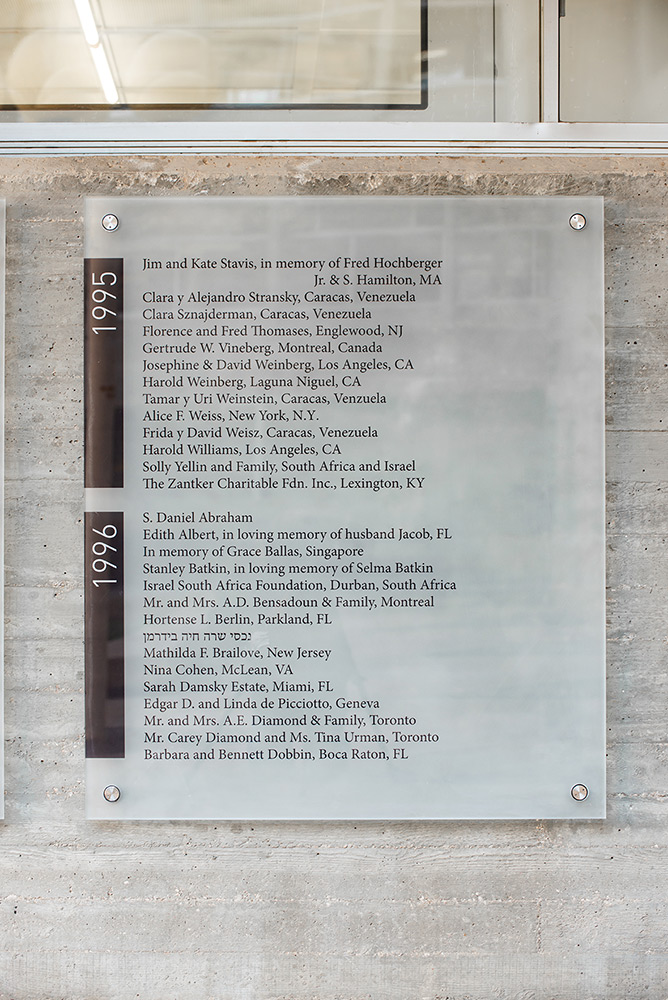 1995
Jim and Kate Stavis, in memory of Fred Hochberger
Jr. & S. Hamilton, MA
Clara y Alejandro Stransky, Caracas, Venezuela
Clara Sznajderman, Caracas, Venezuela
Florence and Fred Thomases, Englewood, NJ
Gertrude W. Vineberg, Montreal, Canada
Josephine & David Weinberg, Los Angeles, CA
Harold Weinberg, Laguna Niguel, CA
Tamar y Uri Weinstein, Caracas, Venzuela
Alice F. Weiss, New York, N.Y.
Frida y David Weisz, Caracas, Venezuela
Harold Williams, Los Angeles, CA
Solly Yellin and Family, South Africa and Israel
The Zantker Charitable Fdn. Inc., Lexington, KY
1996
S. Daniel Abraham
Edith Albert, in loving memory of husband Jacob, FL
In memory of Grace Ballas, Singapore
Stanley Batkin, in loving memory of Selma Batkin
Israel South Africa Foundation, Durban, South Africa
Mr. and Mrs. A.D. Bensadoun & Family, Montreal
Hortense L. Berlin, Parkland, FL
נכסי שרה חיה בידרמן
Mathilda F. Brailove, New Jersey
Nina Cohen, McLean, VA
Sarah Damsky Estate, Miami, FL
Edgar D. and Linda de Picciotto, Geneva
Mr. and Mrs. A.E. Diamond & Family, Toronto
Mr. Carey Diamond and Ms. Tina Urman, Toronto
Barbara and Bennett Dobbin, Boca Raton, FL